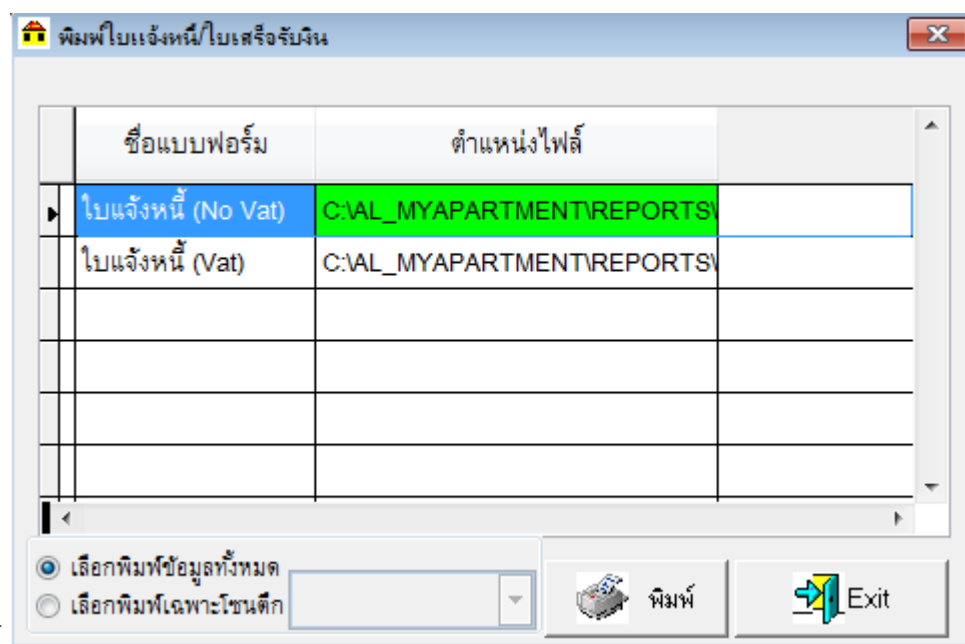 พิมพ์ใบแจ้งหนี้/ใบเสร็จรับเงิน
ชื่อแบบฟอร์ม ตำแหน่งไฟล์
ใบแจ้งหนี้ (No Vat) C:\AL_MYAPARTMENT\REPORTS\
ใบแจ้งหนี้ (Vat) C:\AL_MYAPARTMENT\REPORTS\
เลือกพิมพ์ข้อมูลทั้งหมด
เลือกพิมพ์เฉพาะโซนตึก
พิมพ์
Exit